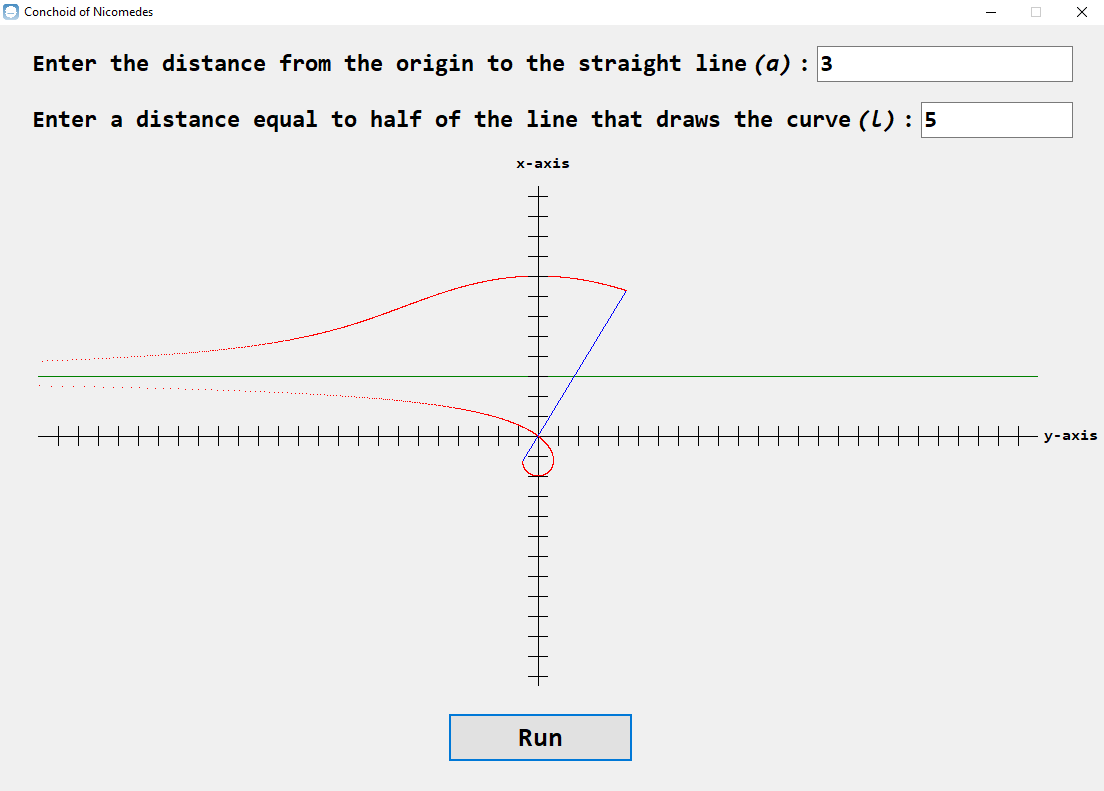 Conchoid of Nicomedes
Enter the distance from the origin to the straight line (a) : 3
Enter a distance equal to half of the line that draws the curve (l) : 5
x-axis
y-axis
Run